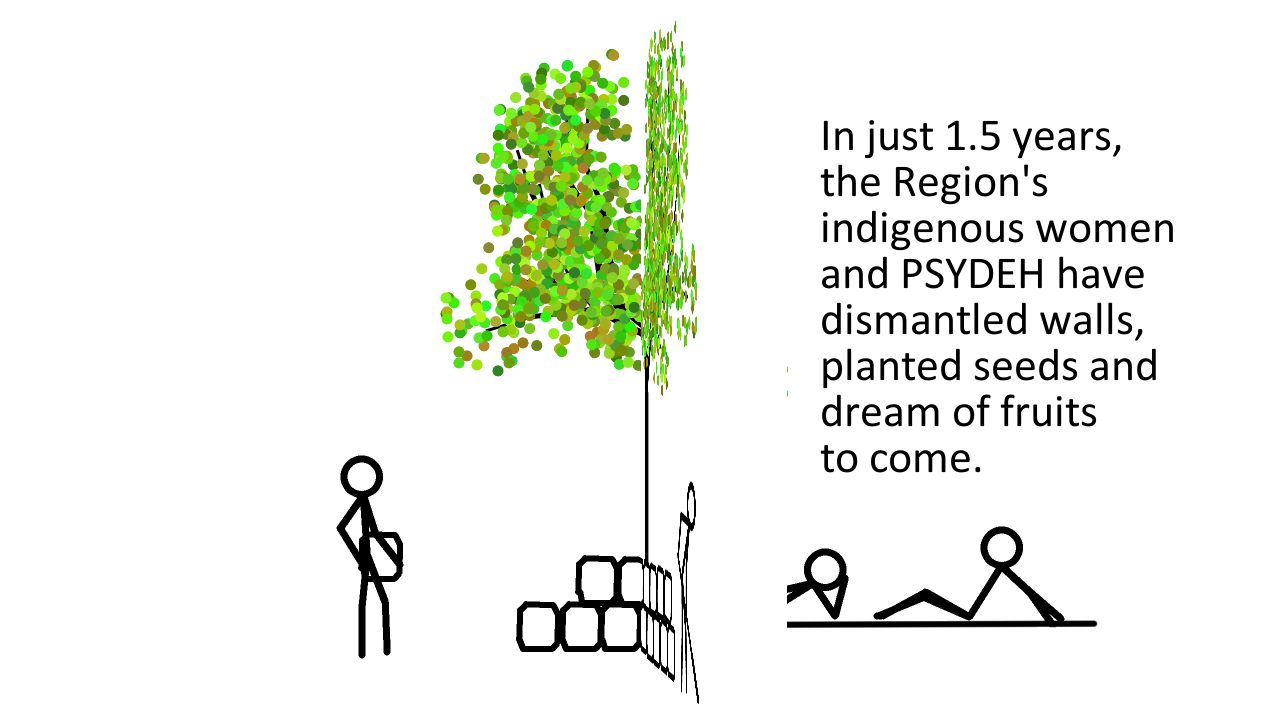 In just 1.5 years,
the Region's
indigenous women
and PSYDEH have
dismantled walls,
planted seeds and
dream of fruits
to come.